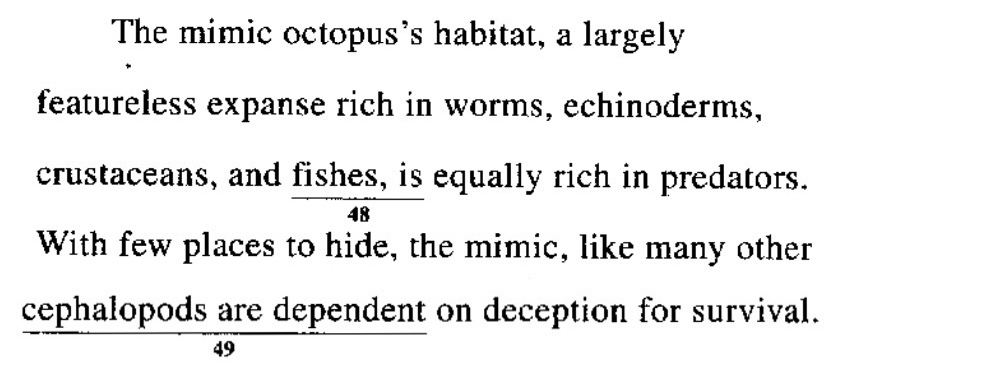 The mimic octopus's habitat, a largely
featureless expanse rich in worms, echinoderms,
crustaceans, and fishes, is equally rich in predators.
48
With few places to hide, the mimic, like many other
cephalopods are dependent on deception for survival.
49